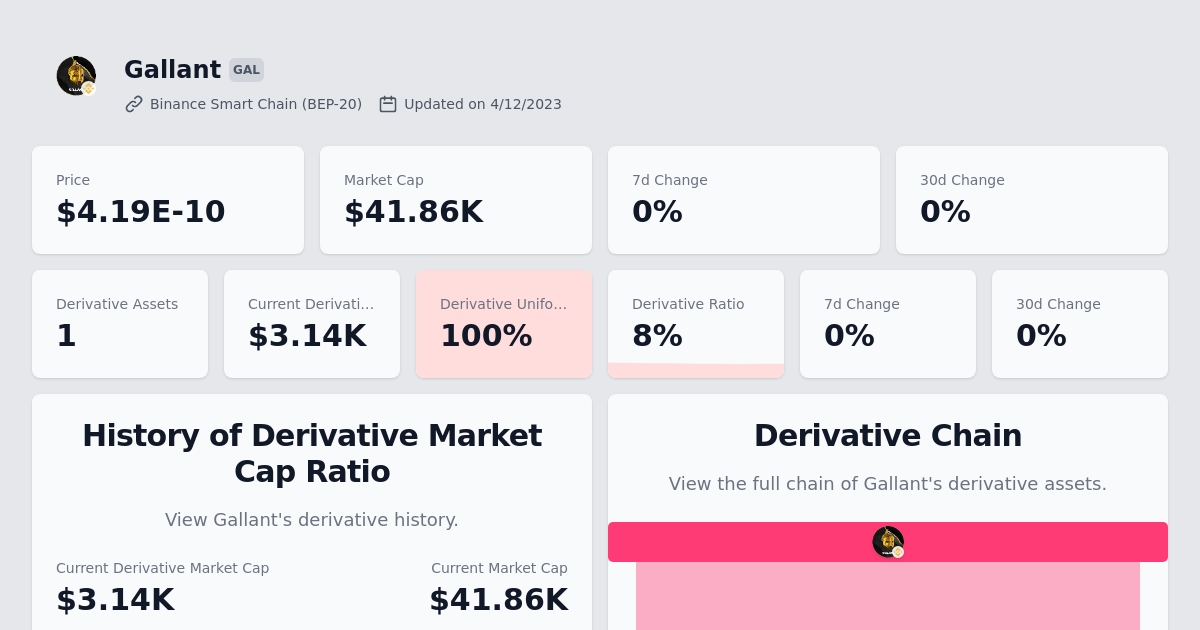 Gallant GAL
Binance Smart Chain (BEP-20) Updated on 4/12/2023
Price
$4.19E-10
Market Cap
$41.86K
7d Change
0%
30d Change
0%
Derivative Assets
1
Current Derivati...
$3.14K
Derivative Unifo...
100%
Derivative Ratio
8%
7d Change
0%
30d Change
0%
History of Derivative Market
Cap Ratio
View Gallant's derivative history.
Current Derivative Market Cap
$3.14K
Current Market Cap
$41.86K
Derivative Chain
View the full chain of Gallant's derivative assets.